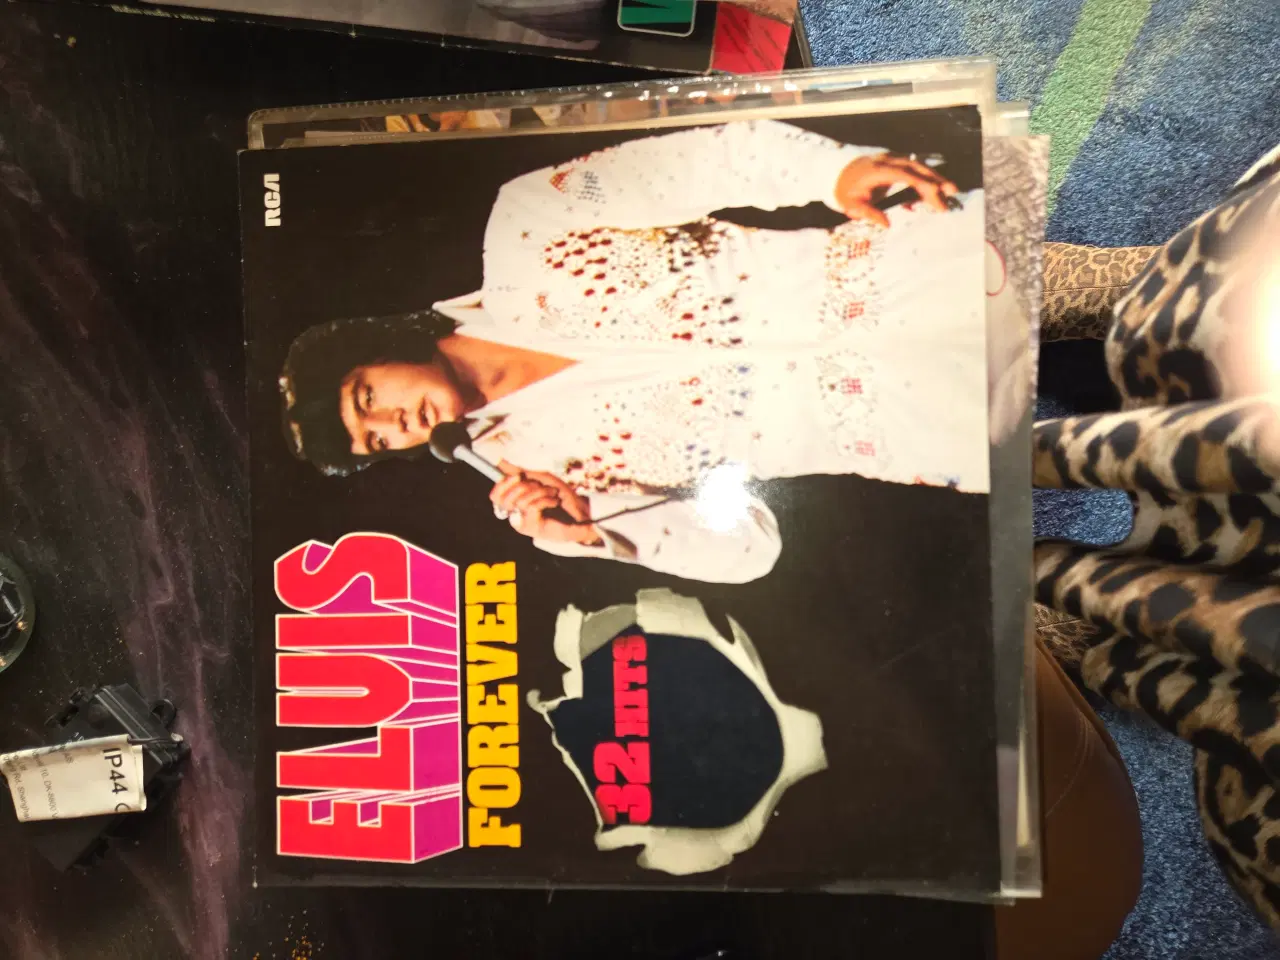 RCA
ELVIS
FOREVER
32 HITS
IP44